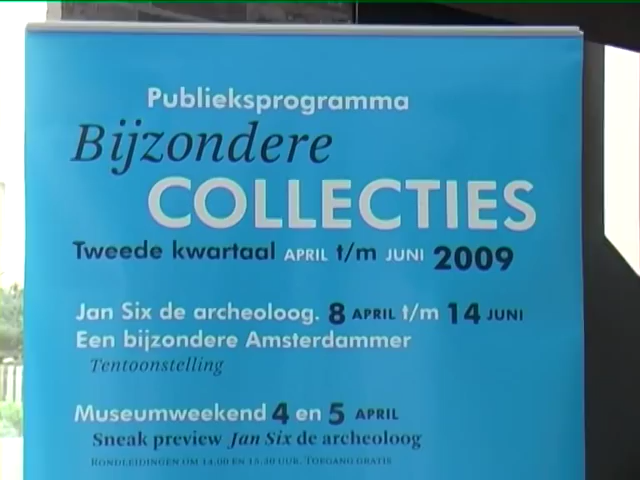 Publieksprogramma
Bijzondere
COLLECTIES
Tweede kwartaal APRIL t/m JUNI 2009
Jan Six de archeoloog. 8 APRIL t/m 14 JUNI
Een bijzondere Amsterdammer
Tentoonstelling
Museumweekend 4 en 5 APRIL
Sneak preview Jan Six de archeoloog
RONDLEIDINGEN OM 14.00 EN 15.30 UUR. TOEGANG GRATIS